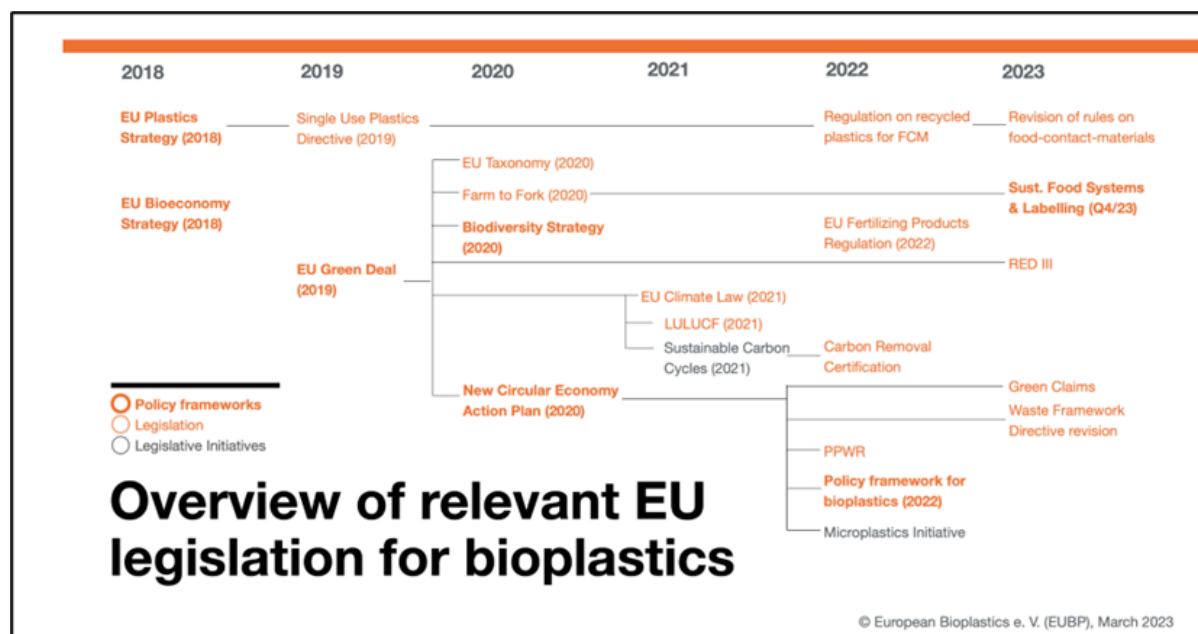 2018 2019 2020 2021 2022 2023
EU Plastics
Strategy (2018)
Single Use Plastics
Directive (2019)
Regulation on recycled
plastics for FCM
Revision of rules on
food-contact-materials
EU Taxonomy (2020)
Farm to Fork (2020)
Sust. Food Systems
& Labelling (Q4/23)
EU Bioeconomy
Strategy (2018)
Biodiversity Strategy
(2020)
EU Fertilizing Products
Regulation (2022)
EU Green Deal
(2019)
RED III
EU Climate Law (2021)
LULUCF (2021)
Sustainable Carbon
Cycles (2021)
Carbon Removal
Certification
New Circular Economy
Action Plan (2020)
Green Claims
Waste Framework
Directive revision
PPWR
Policy framework for
bioplastics (2022)
Microplastics Initiative
Policy frameworks
Legislation
Legislative Initiatives
Overview of relevant EU
legislation for bioplastics
© European Bioplastics e. V. (EUBP), March 2023